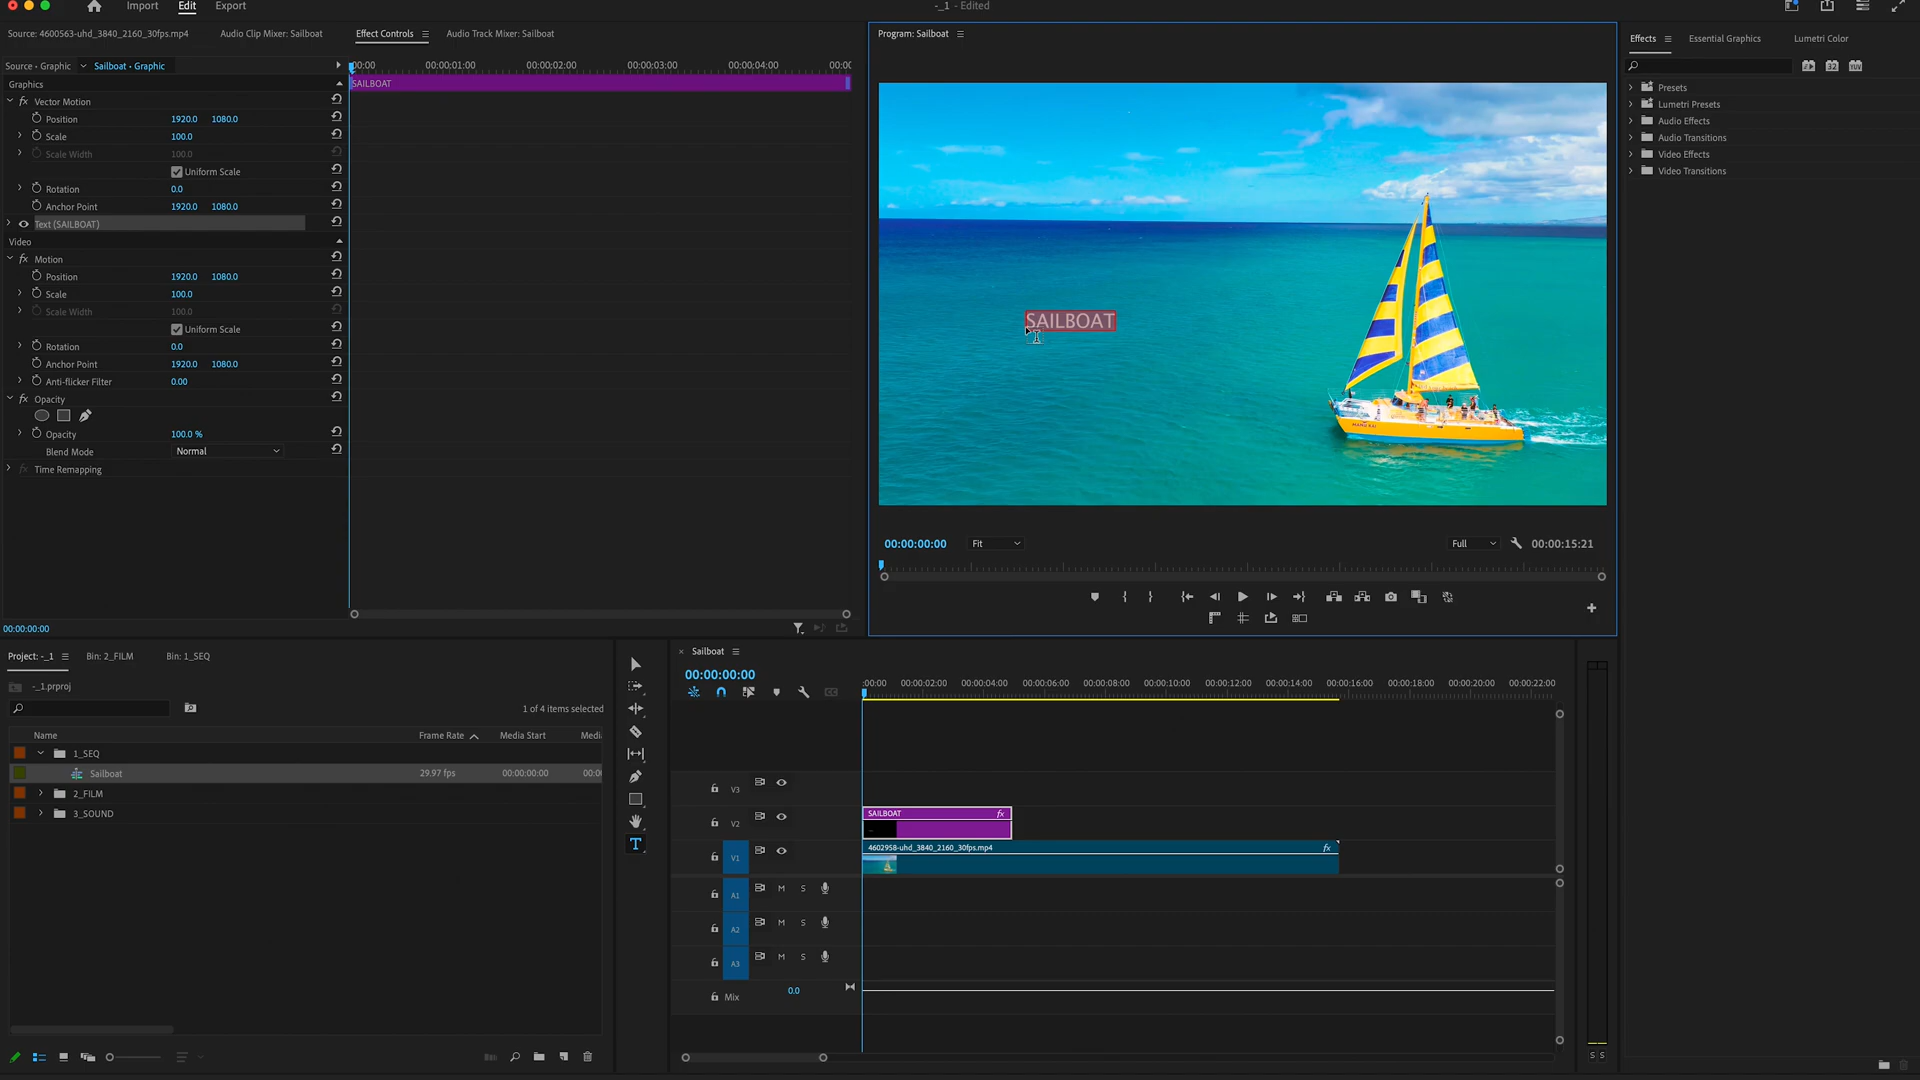 Import Edit Export
-_1 - Edited
Source: 4600563-uhd_3840_2160_30fps.mp4 Audio Clip Mixer: Sailboat Effect Controls Audio Track Mixer: Sailboat
Source • Graphic Sailboat • Graphic
:00:00 00:00:01:00 00:00:02:00 00:00:03:00 00:00:04:00 00:00
Graphics
SAILBOAT
Vector Motion
Position 1920.0 1080.0
Scale 100.0
Scale Width 100.0
Uniform Scale
Rotation 0.0
Anchor Point 1920.0 1080.0
Text (SAILBOAT)
Video
Motion
Position 1920.0 1080.0
Scale 100.0
Scale Width 100.0
Uniform Scale
Rotation 0.0
Anchor Point 1920.0 1080.0
Anti-flicker Filter 0.00
Opacity
Opacity 100.0 %
Blend Mode Normal
Time Remapping
00:00:00:00
Program: Sailboat
SAILBOAT
00:00:00:00 Fit Full 00:00:15:21
Effects Essential Graphics Lumetri Color
32 YUV
Presets
Lumetri Presets
Audio Effects
Audio Transitions
Video Effects
Video Transitions
Project: -_1 Bin: 2_FILM Bin: 1_SEQ
-_1.prproj
1 of 4 items selected
Name Frame Rate Media Start Medi
1_SEQ
Sailboat 29.97 fps 00:00:00:00 00:00
2_FILM
3_SOUND
T
Sailboat
00:00:00:00
:00:00 00:00:02:00 00:00:04:00 00:00:06:00 00:00:08:00 00:00:10:00 00:00:12:00 00:00:14:00 00:00:16:00 00:00:18:00 00:00:20:00 00:00:22:00
CC
V3
SAILBOAT fx
V2
4602958-uhd_3840_2160_30fps.mp4 fx
V1
A1 M S
A2 M S
A3 M S
Mix 0.0
S S